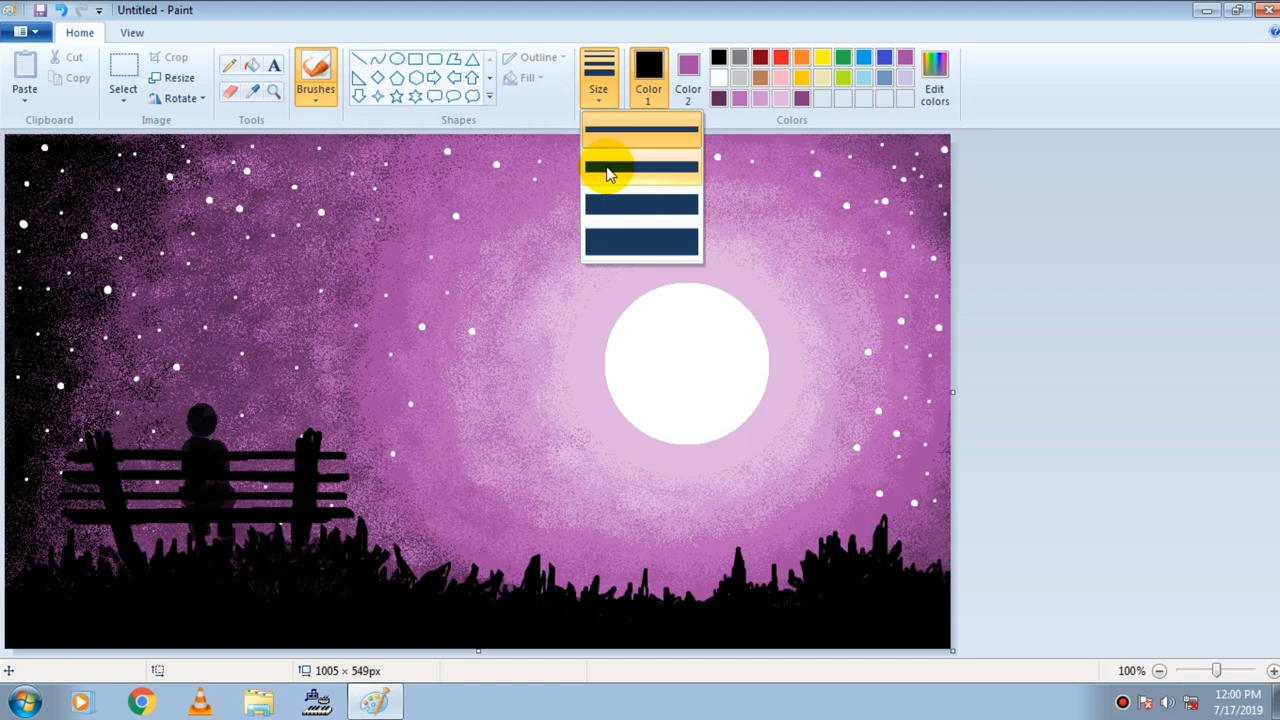 Untitled - Paint
Home
View
Paste
Cut
Copy
Clipboard
Select
Crop
Resize
Rotate
Image
A
Tools
Brushes
Outline
Fill
Shapes
Size
Color
1
Color
2
Edit
colors
Colors
1005 × 549px
100%
12:00 PM
7/17/2019